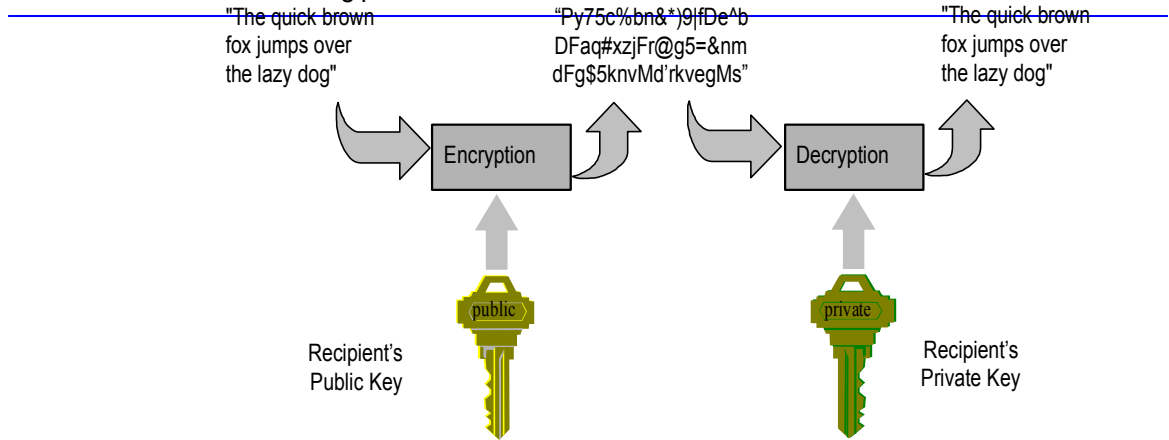 "The quick brown
fox jumps over
the lazy dog"
“Py75c%bn&*)9|fDe^b
DFaq#xzjFr@g5=&nm
dFg$5knvMd’rkvegMs”
"The quick brown
fox jumps over
the lazy dog"
Encryption
Decryption
public
private
Recipient’s
Public Key
Recipient’s
Private Key